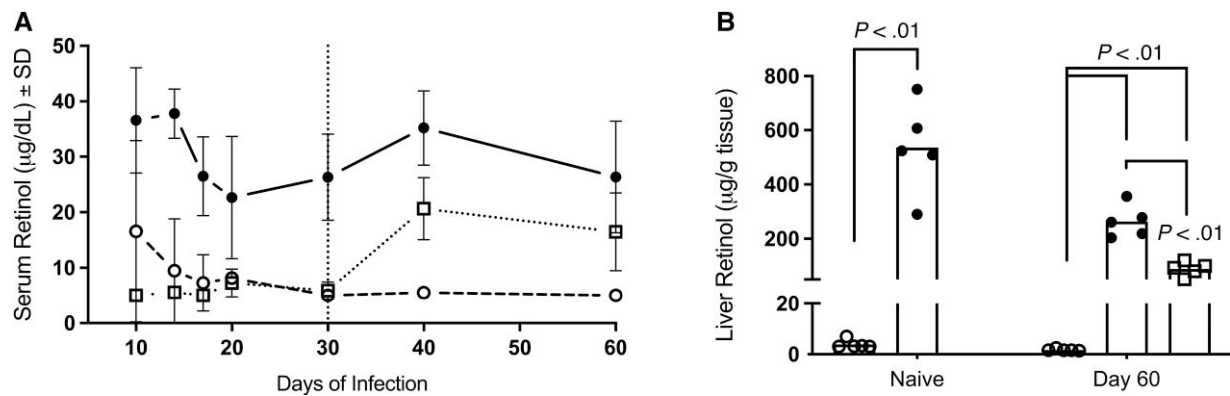 A
Serum Retinol (μg/dL) ± SD
50
40
30
20
10
0
10 20 30 40 50 60
Days of Infection
B
Liver Retinol (μg/g tissue)
800
600
400
200
20
0
P < .01
P < .01
P < .01
Naive Day 60